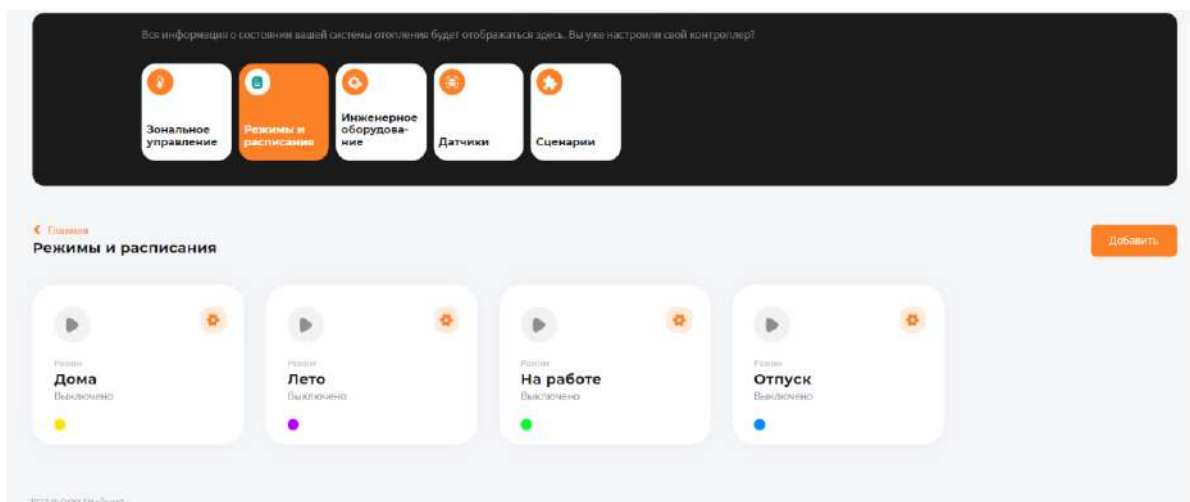 Вся информация о состоянии вашей системы отопления будет отображаться здесь. Вы уже настроили свой контроллер?
Зональное
управление
Режимы и
расписания
Инженерное
оборудова-
ние
Датчики
Сценарии
Главная
Режимы и расписания
Добавить
Режим
Дома
Выключено
Режим
Лето
Выключено
Режим
На работе
Выключено
Режим
Отпуск
Выключено